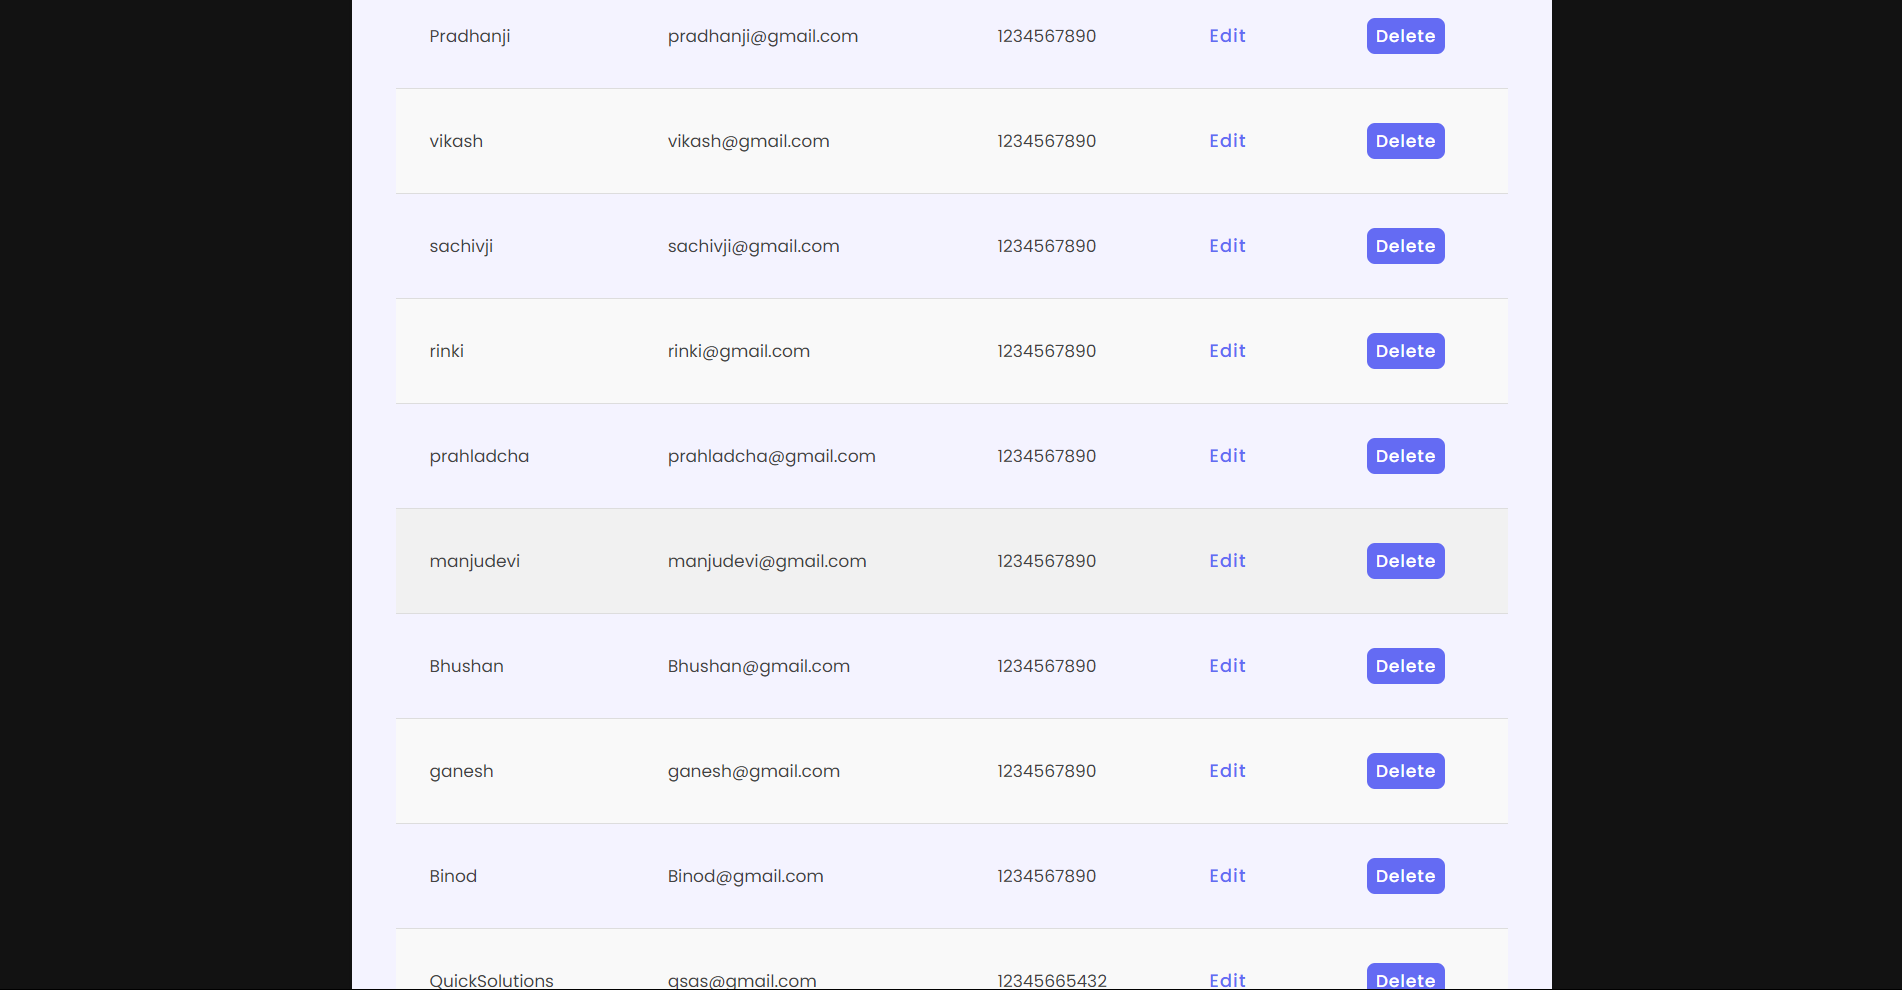 Pradhanji pradhanji@gmail.com 1234567890 Edit Delete
vikash vikash@gmail.com 1234567890 Edit Delete
sachivji sachivji@gmail.com 1234567890 Edit Delete
rinki rinki@gmail.com 1234567890 Edit Delete
prahladcha prahladcha@gmail.com 1234567890 Edit Delete
manjudevi manjudevi@gmail.com 1234567890 Edit Delete
Bhushan Bhushan@gmail.com 1234567890 Edit Delete
ganesh ganesh@gmail.com 1234567890 Edit Delete
Binod Binod@gmail.com 1234567890 Edit Delete
QuickSolutions 12345665432 Edit Delete